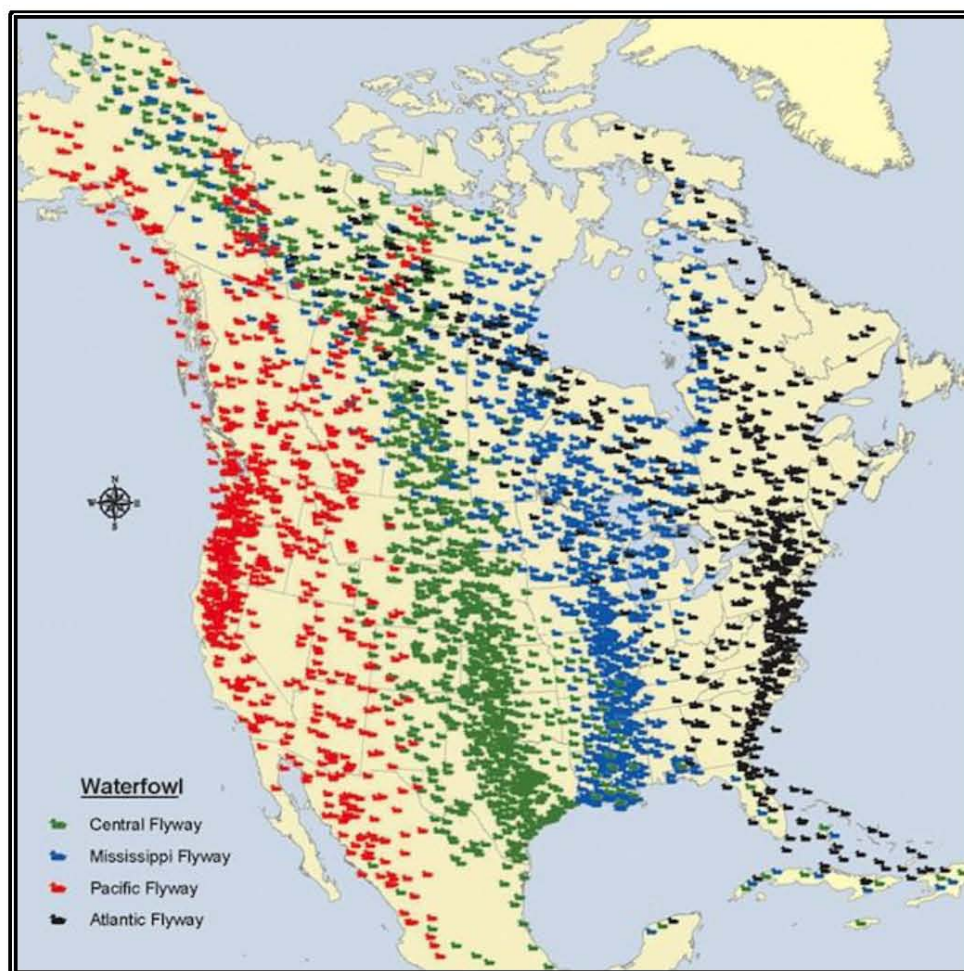 N
W E
S
Waterfowl
Central Flyway
Mississippi Flyway
Pacific Flyway
Atlantic Flyway